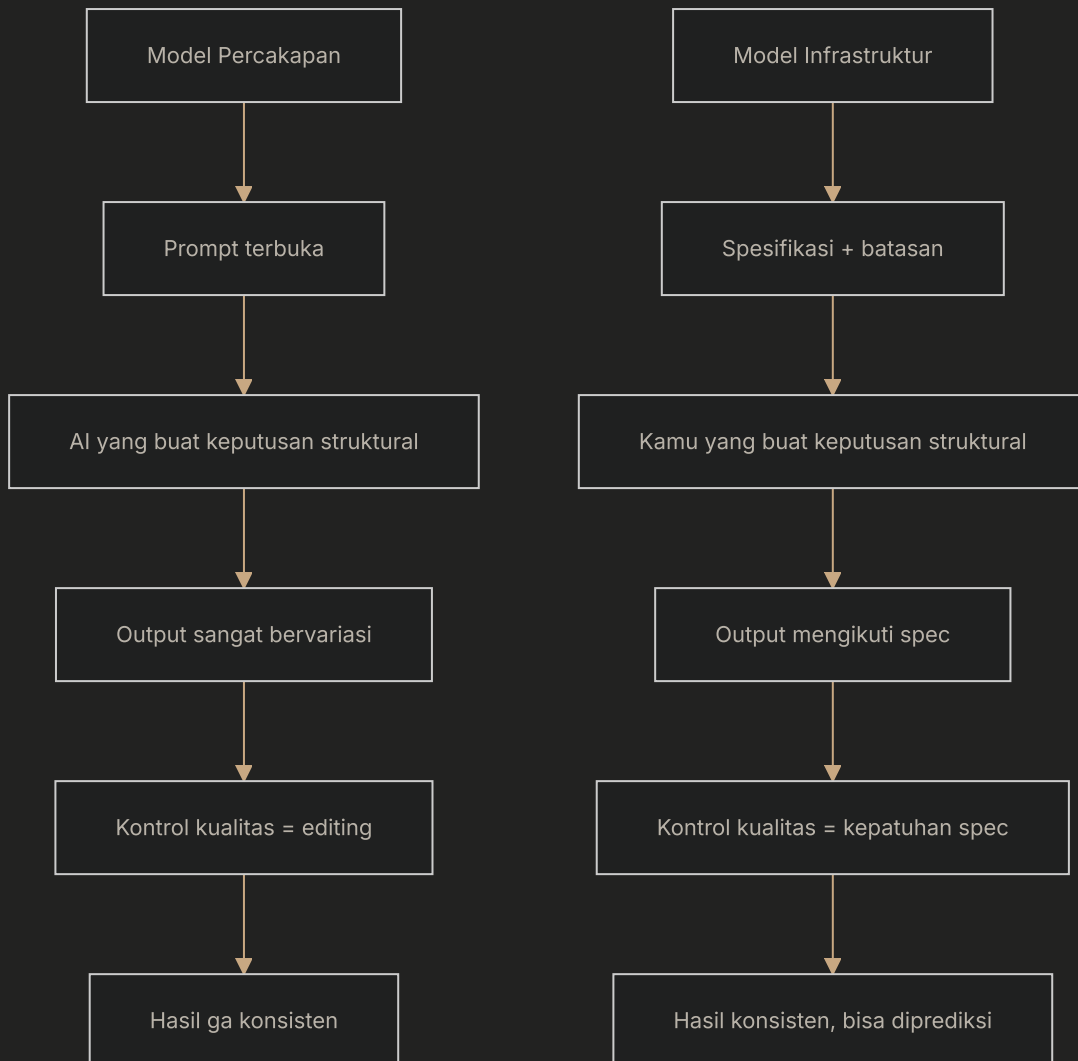 Model Percakapan
Prompt terbuka
AI yang buat keputusan struktural
Output sangat bervariasi
Kontrol kualitas = editing
Hasil ga konsisten
Model Infrastruktur
Spesifikasi + batasan
Kamu yang buat keputusan struktural
Output mengikuti spec
Kontrol kualitas = kepatuhan spec
Hasil konsisten, bisa diprediksi